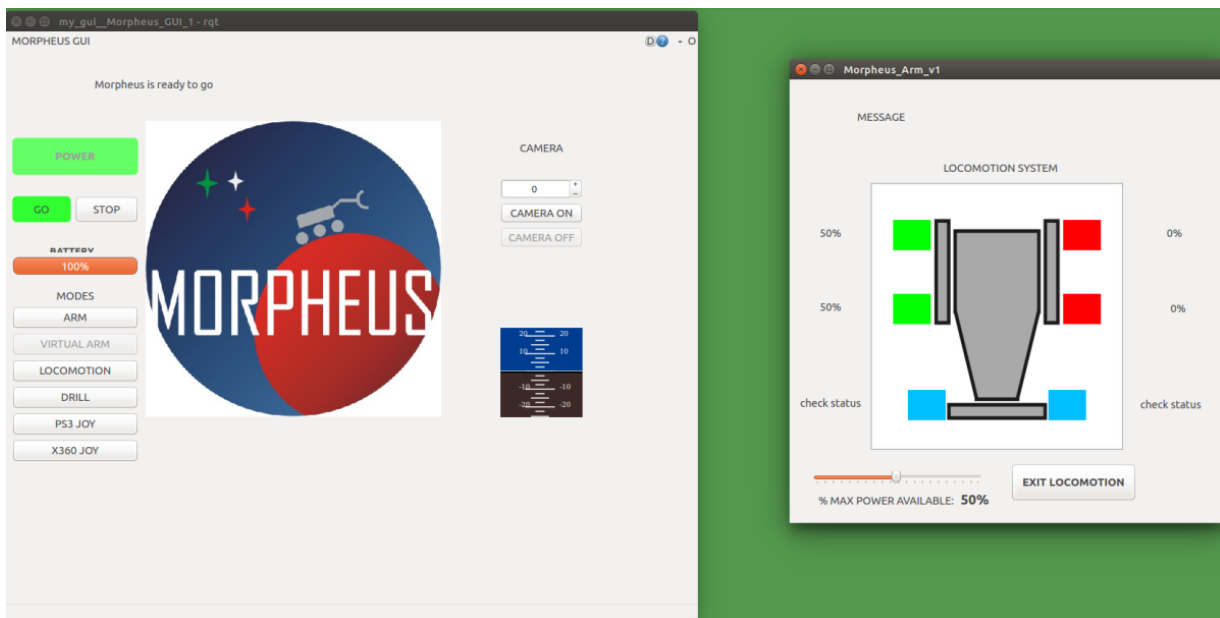 my_gui__Morpheus_GUI_1 - rqt
MORPHEUS GUI
D ? - O
Morpheus is ready to go
POWER
GO STOP
BATTERY
100%
MODES
ARM
VIRTUAL ARM
LOCOMOTION
DRILL
PS3 JOY
X360 JOY
MORPHEUS
CAMERA
0
CAMERA ON
CAMERA OFF
20 20
10 10
-10 -10
-20 -20
Morpheus_Arm_v1
MESSAGE
LOCOMOTION SYSTEM
50% 0%
50% 0%
check status check status
% MAX POWER AVAILABLE: 50%
EXIT LOCOMOTION